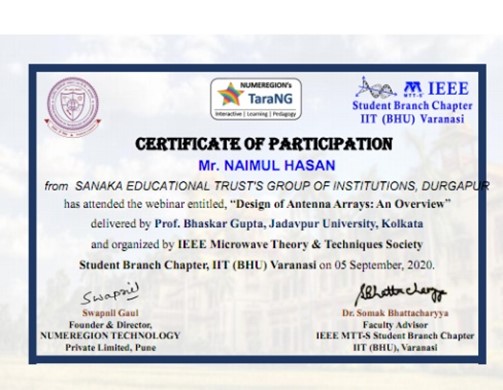 NUMEREGION's
TaraNG
Interactive | Learning | Pedagogy
MTT-S
IEEE
Student Branch Chapter
IIT (BHU) Varanasi
CERTIFICATE OF PARTICIPATION
Mr. NAIMUL HASAN
from SANAKA EDUCATIONAL TRUST'S GROUP OF INSTITUTIONS, DURGAPUR
has attended the webinar entitled, "Design of Antenna Arrays: An Overview"
delivered by Prof. Bhaskar Gupta, Jadavpur University, Kolkata
and organized by IEEE Microwave Theory & Techniques Society
Student Branch Chapter, IIT (BHU) Varanasi on 05 September, 2020.
Swapnil
Swapnil Gaul
Founder & Director,
NUMEREGION TECHNOLOGY
Private Limited, Pune
SBhattacharyya
Dr. Somak Bhattacharyya
Faculty Advisor
IEEE MTT-S Student Branch Chapter
IIT (BHU), Varanasi